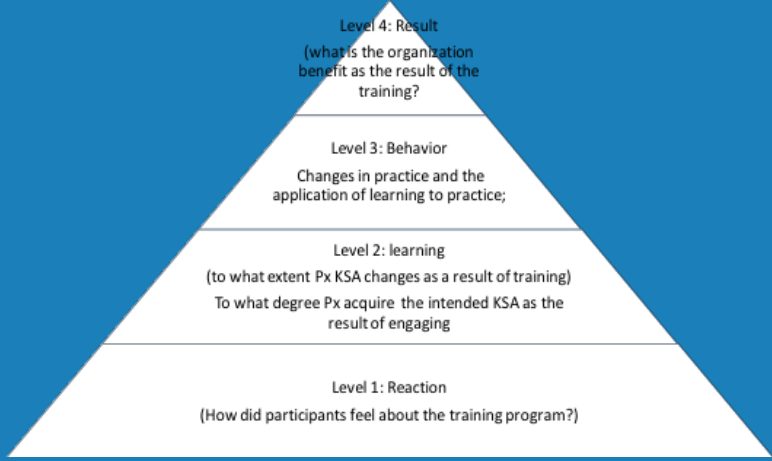 Level 4: Result
(what is the organization
benefit as the result of the
training?
Level 3: Behavior
Changes in practice and the
application of learning to practice;
Level 2: learning
(to what extent Px KSA changes as a result of training)
To what degree Px acquire the intended KSA as the
result of engaging
Level 1: Reaction
(How did participants feel about the training program?)